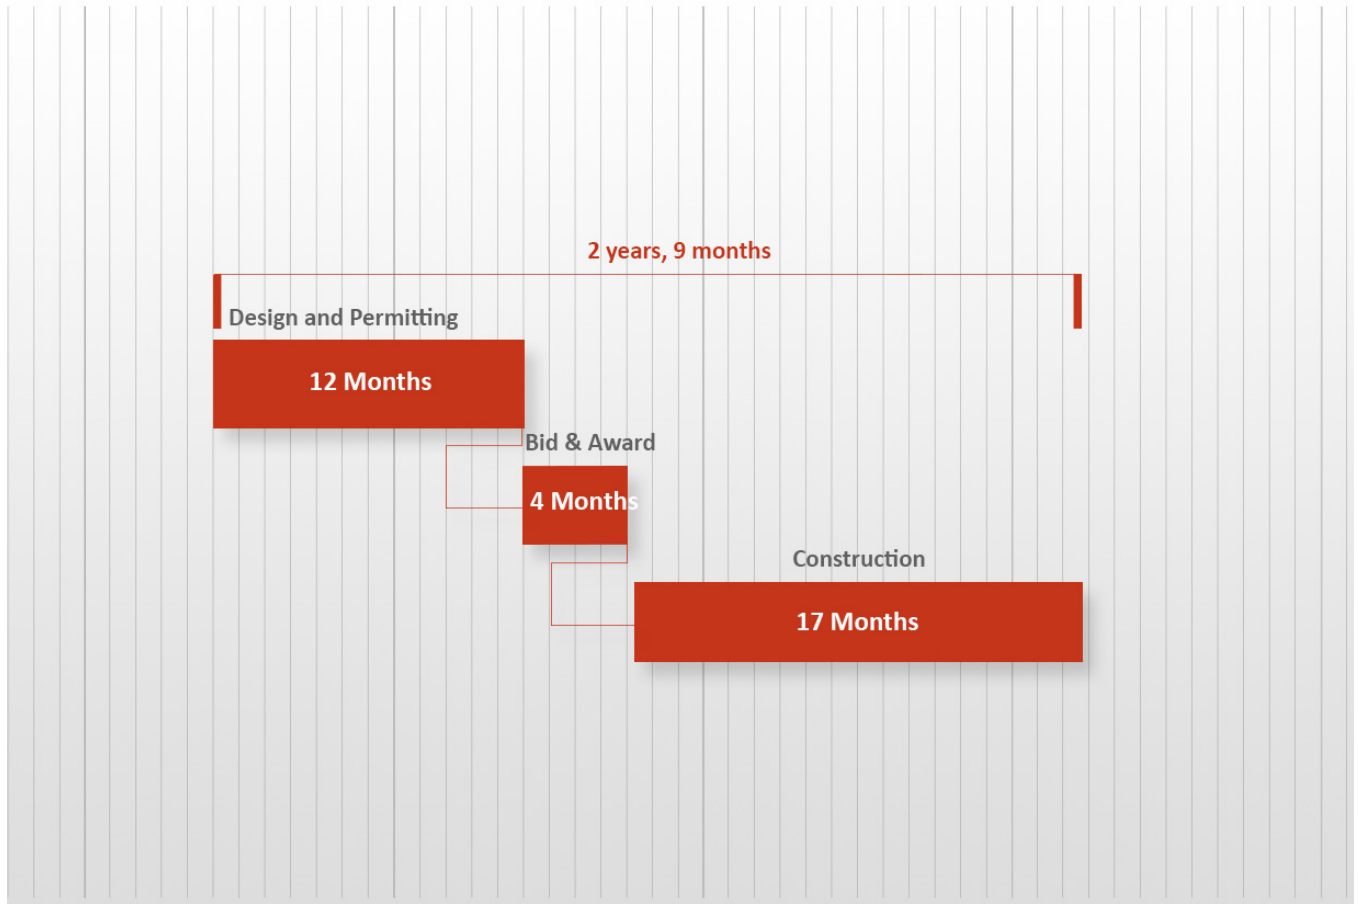 2 years, 9 months
Design and Permitting
12 Months
Bid & Award
4 Months
Construction
17 Months